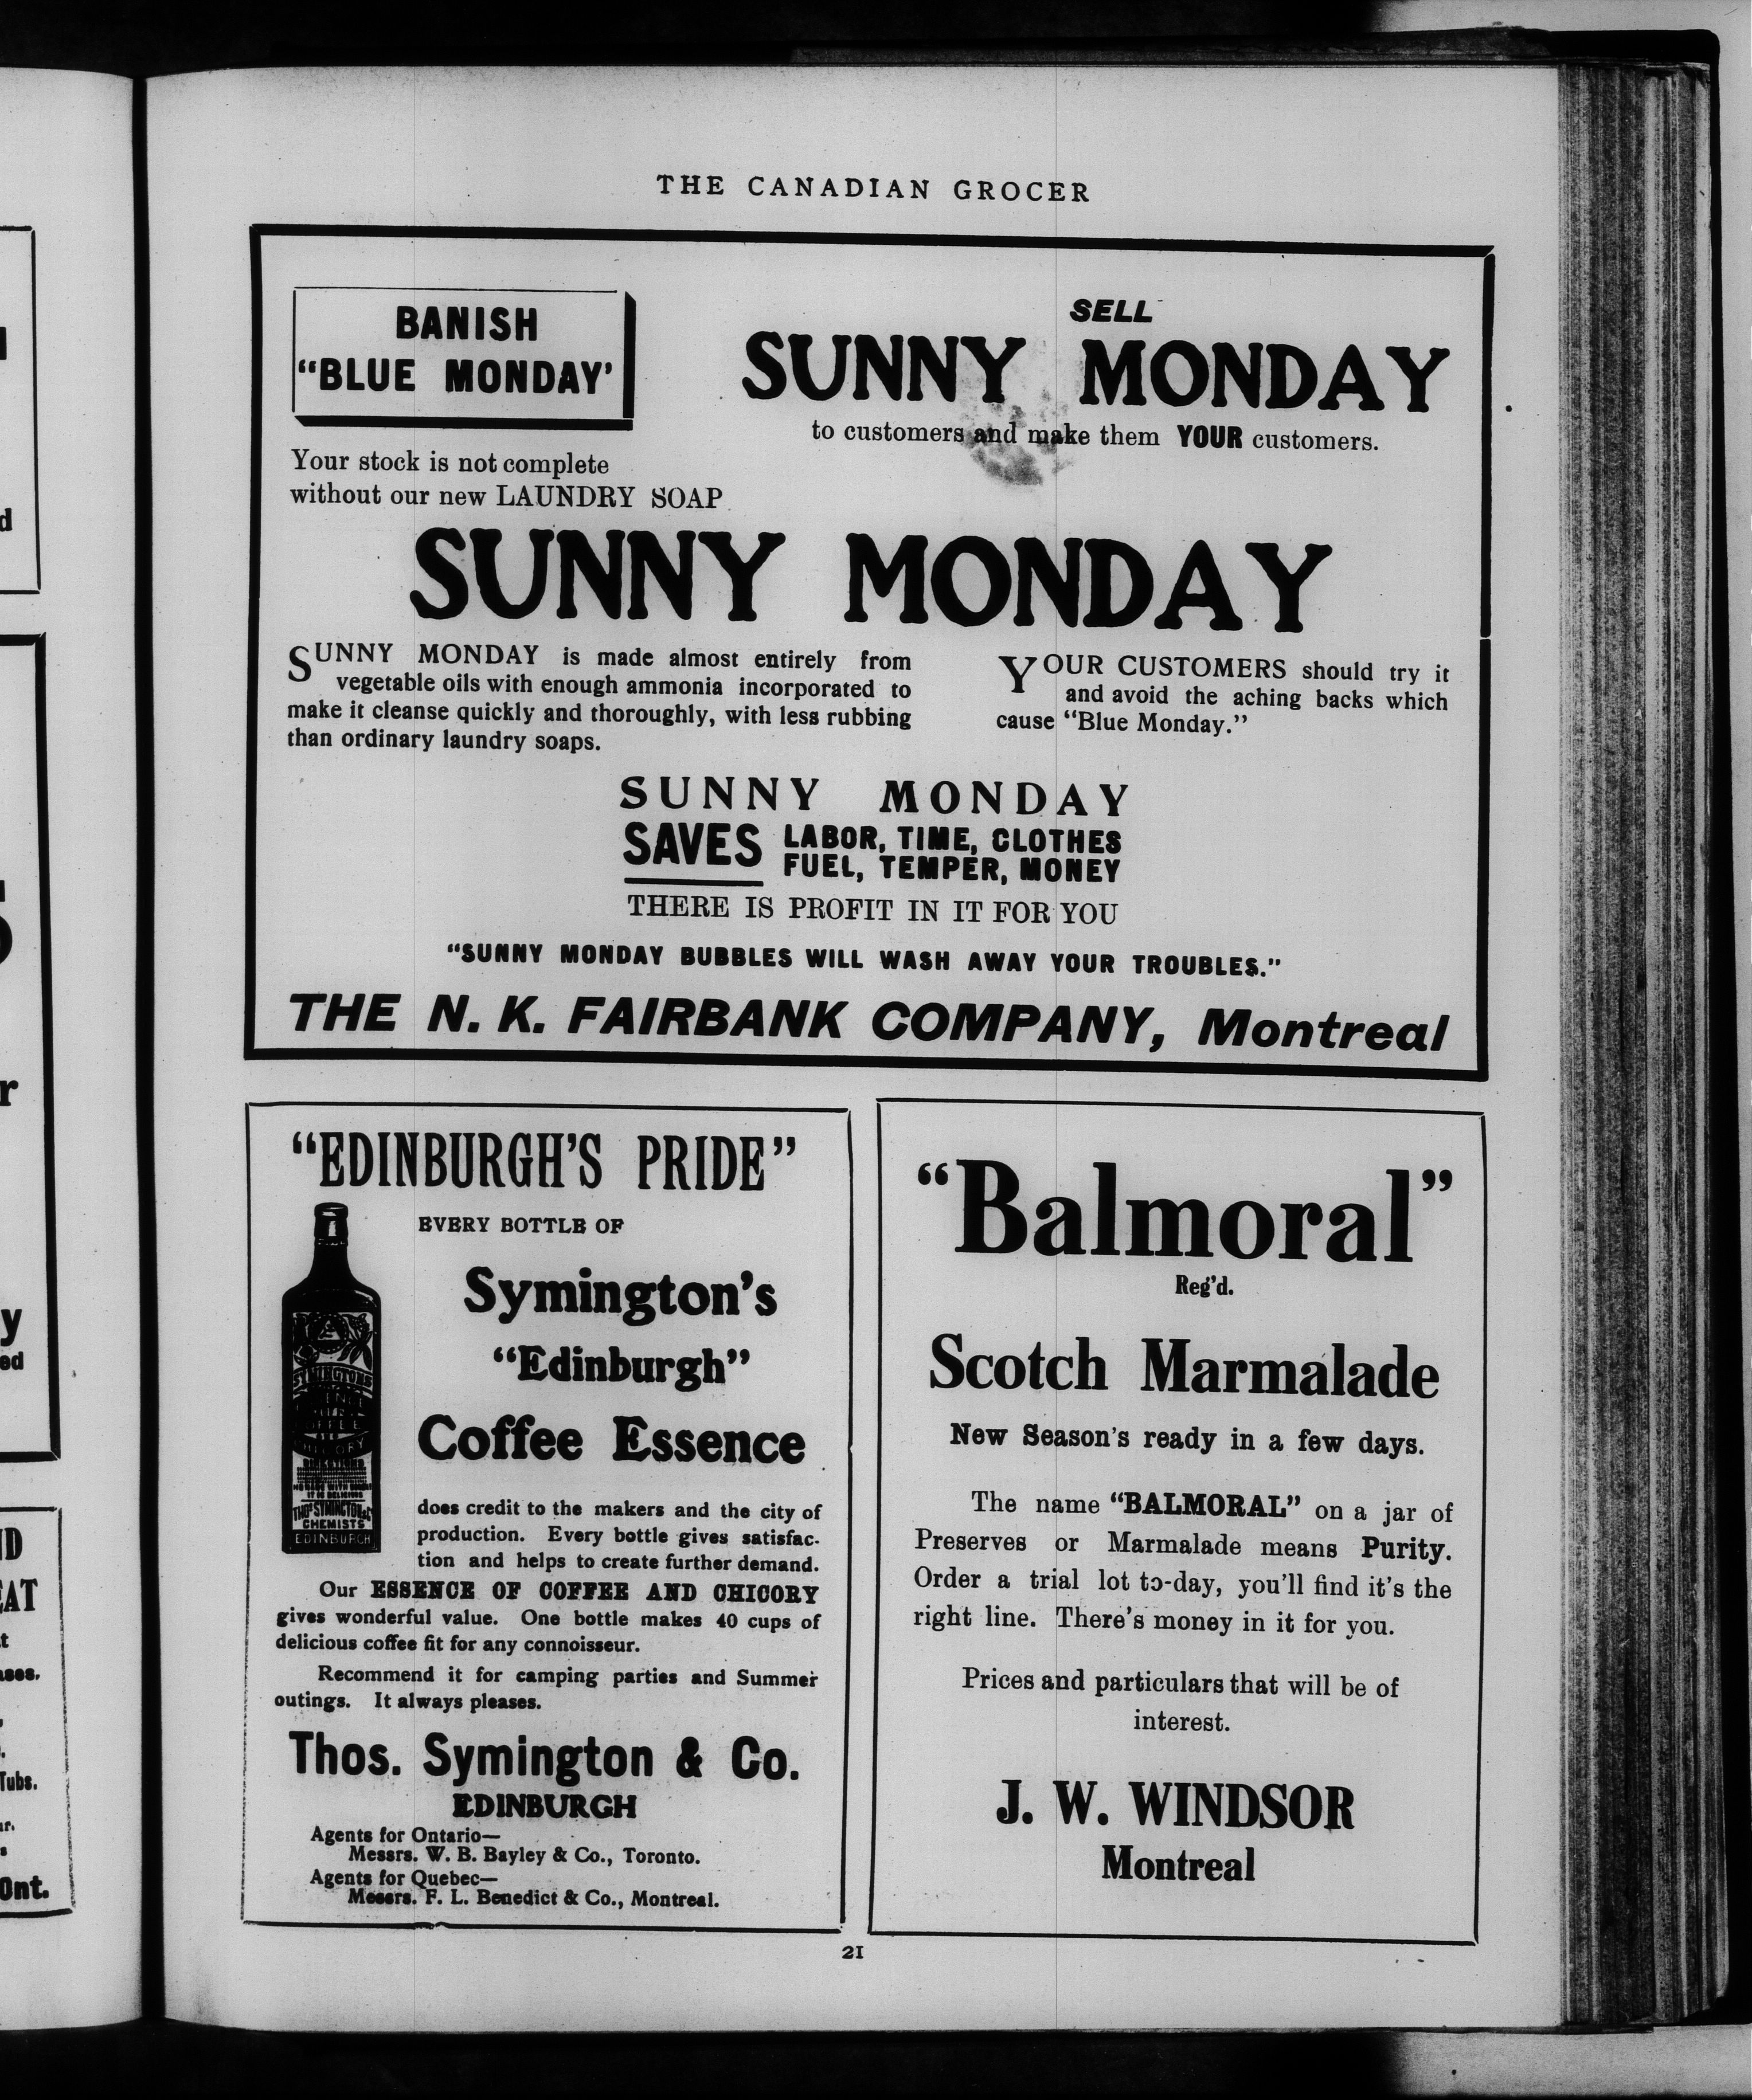 THE CANADIAN GROCER
BANISH
"BLUE MONDAY'
SELL
SUNNY MONDAY
to customers and make them YOUR customers.
Your stock is not complete
without our new LAUNDRY SOAP
SUNNY MONDAY
SUNNY MONDAY is made almost entirely from
vegetable oils with enough ammonia incorporated to
make it cleanse quickly and thoroughly, with less rubbing
than ordinary laundry soaps.
YOUR CUSTOMERS should try it
and avoid the aching backs which
cause "Blue Monday."
SUNNY MONDAY
SAVES LABOR, TIME, CLOTHES
FUEL, TEMPER, MONEY
THERE IS PROFIT IN IT FOR YOU
"SUNNY MONDAY BUBBLES WILL WASH AWAY YOUR TROUBLES."
THE N. K. FAIRBANK COMPANY, Montreal
"EDINBURGH'S PRIDE"
EVERY BOTTLE OF
Symington's
"Edinburgh"
Coffee Essence
SYMINGTONS
THOS SYMINGTON & CO
CHEMISTS
EDINBURGH
does credit to the makers and the city of
production. Every bottle gives satisfac-
tion and helps to create further demand.
Our ESSENCE OF COFFEE AND CHICORY
gives wonderful value. One bottle makes 40 cups of
delicious coffee fit for any connoisseur.
Recommend it for camping parties and Summer
outings. It always pleases.
Thos. Symington & Co.
EDINBURGH
Agents for Ontario—
Messrs. W. B. Bayley & Co., Toronto.
Agents for Quebec—
Messrs. F. L. Benedict & Co., Montreal.
"Balmoral"
Reg'd.
Scotch Marmalade
New Season's ready in a few days.
The name "BALMORAL" on a jar of
Preserves or Marmalade means Purity.
Order a trial lot to-day, you'll find it's the
right line. There's money in it for you.
Prices and particulars that will be of
interest.
J. W. WINDSOR
Montreal
21